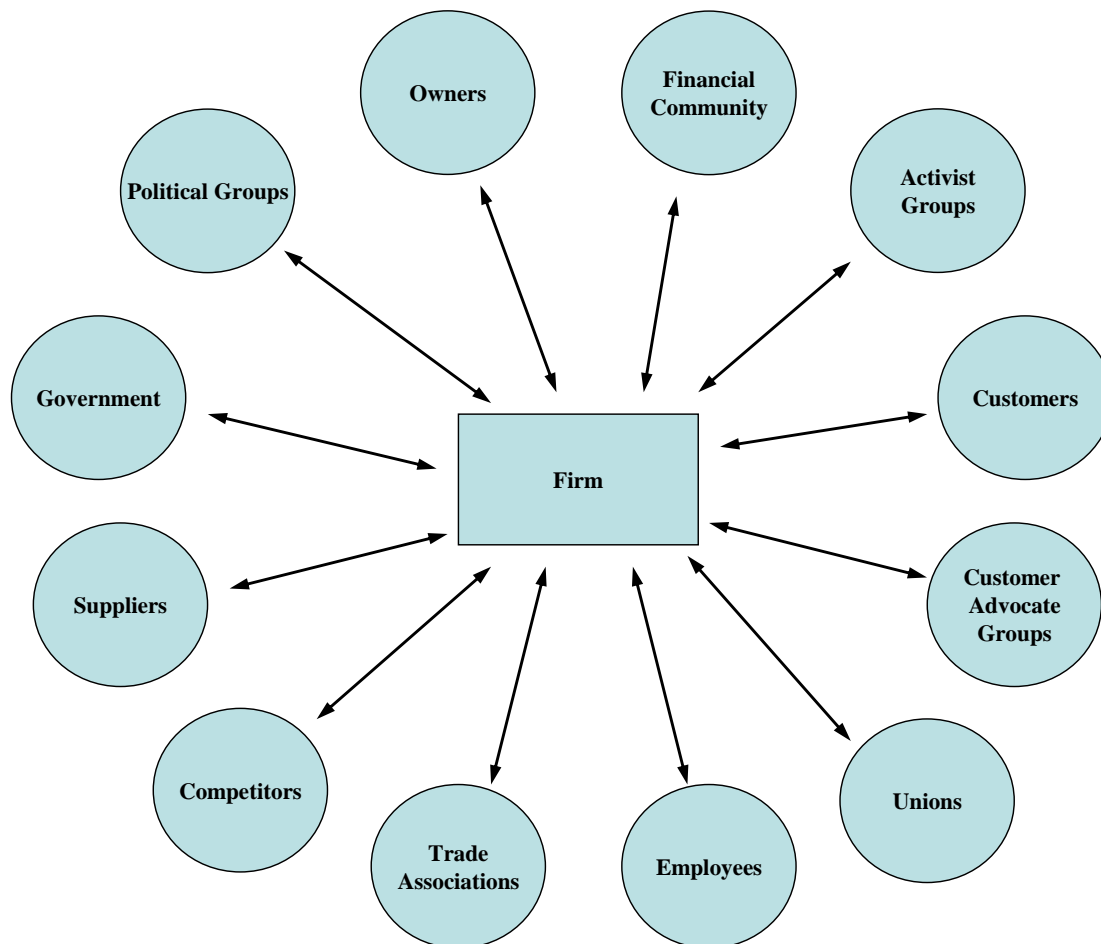 Owners
Financial
Community
Political Groups
Activist
Groups
Government
Customers
Firm
Suppliers
Customer
Advocate
Groups
Competitors
Unions
Trade
Associations
Employees